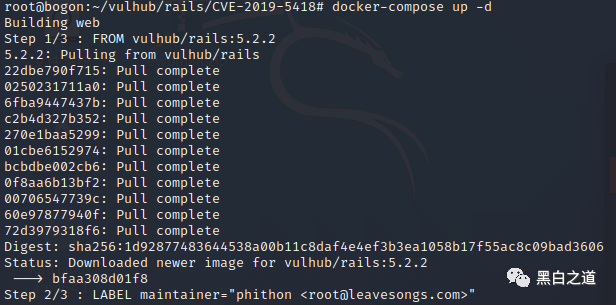 root@bogon:~/vulhub/rails/CVE-2019-5418# docker-compose up -d
Building web
Step 1/3 : FROM vulhub/rails:5.2.2
5.2.2: Pulling from vulhub/rails
22dbe790f715: Pull complete
0250231711a0: Pull complete
6fba9447437b: Pull complete
c2b4d327b352: Pull complete
270e1baa5299: Pull complete
01cbe6152974: Pull complete
bcbdbe002cb6: Pull complete
0f8aa6b13bf2: Pull complete
00706547739c: Pull complete
60e97877940f: Pull complete
72d3979318f6: Pull complete
Digest: sha256:1d92877483644538a00b11c8daf4e4ef3b3ea1058b17f55ac8c09bad3606
Status: Downloaded newer image for vulhub/rails:5.2.2
---> bfaa308d01f8
Step 2/3 : LABEL maintainer="phithon <root@leavesongs.com>"
黑白之道